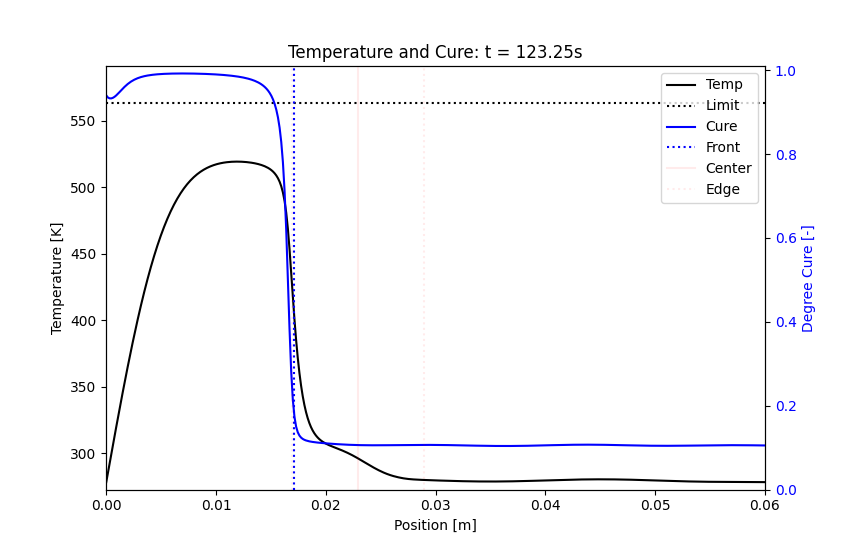 Temperature and Cure: t = 123.25s
Temp
Limit
Cure
Front
Center
Edge
Temperature [K]
550
500
450
400
350
300
Degree Cure [-]
1.0
0.8
0.6
0.4
0.2
0.0
0.00 0.01 0.02 0.03 0.04 0.05 0.06
Position [m]